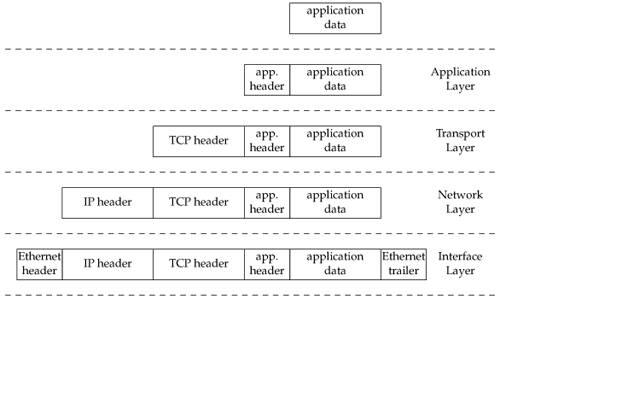 application
data
app.
header
application
data
Application
Layer
TCP header
app.
header
application
data
Transport
Layer
IP header
TCP header
app.
header
application
data
Network
Layer
Ethernet
header
IP header
TCP header
app.
header
application
data
Ethernet
trailer
Interface
Layer